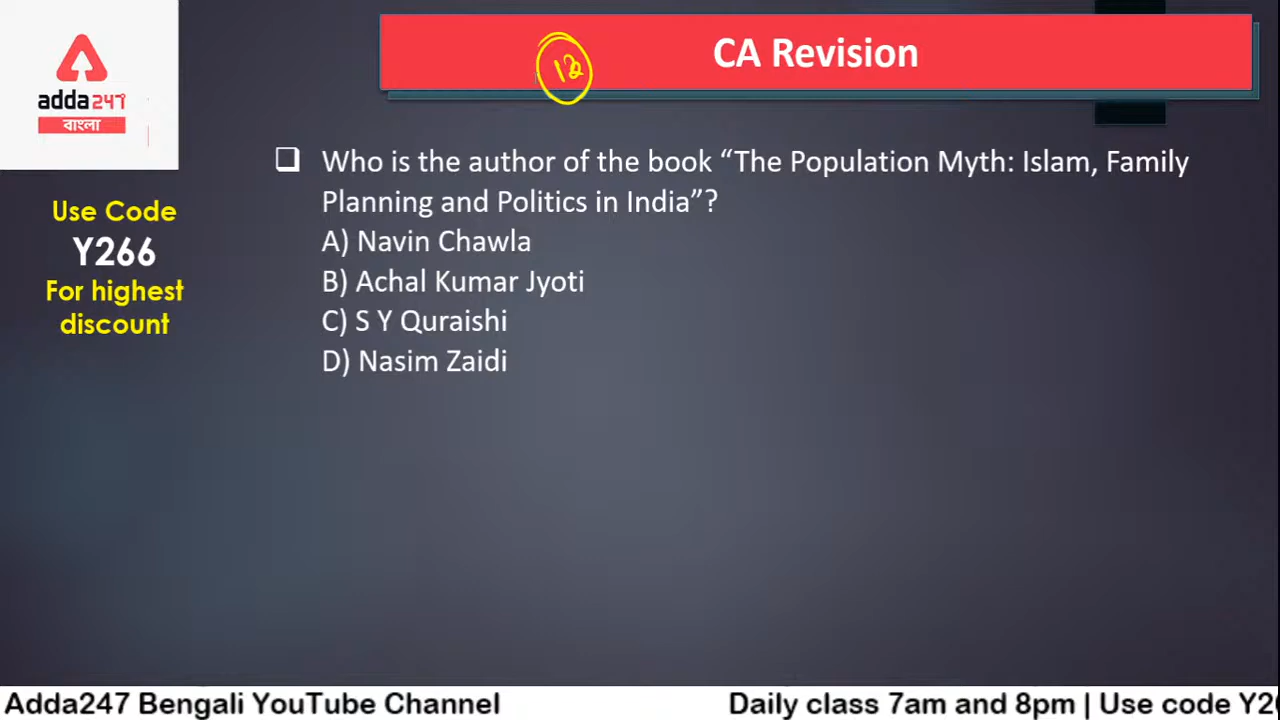 adda247
বাংলা
CA Revision
12
Use Code
Y266
For highest
discount
❑ Who is the author of the book “The Population Myth: Islam, Family
Planning and Politics in India”?
A) Navin Chawla
B) Achal Kumar Jyoti
C) S Y Quraishi
D) Nasim Zaidi
Adda247 Bengali YouTube Channel
Daily class 7am and 8pm | Use code Y2